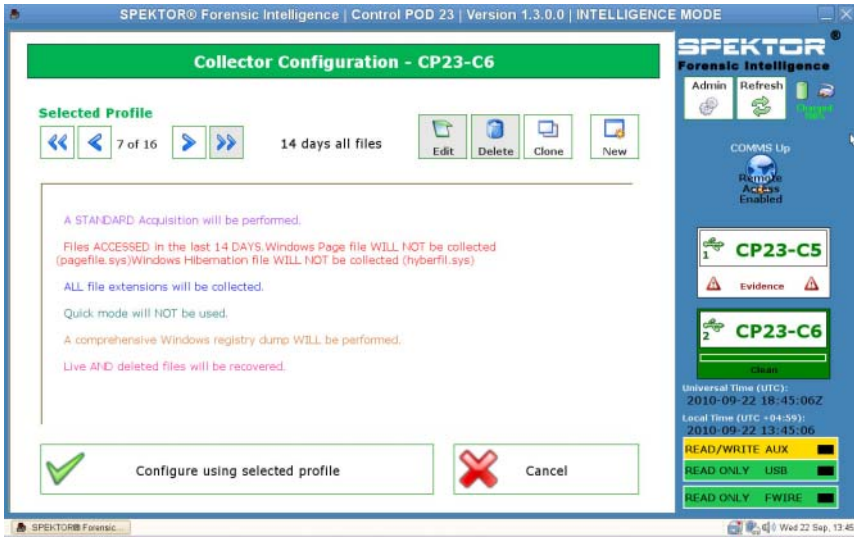 SPEKTOR® Forensic Intelligence | Control POD 23 | Version 1.3.0.0 | INTELLIGENCE MODE
Collector Configuration - CP23-C6
Selected Profile
7 of 16
14 days all files
Edit
Delete
Clone
New
A STANDARD Acquisition will be performed.
Files ACCESSED in the last 14 DAYS.Windows Page file WILL NOT be collected
(pagefile.sys)Windows Hibernation file WILL NOT be collected (hyberfil.sys)
ALL file extensions will be collected.
Quick mode will NOT be used.
A comprehensive Windows registry dump WILL be performed.
Live AND deleted files will be recovered.
Configure using selected profile
Cancel
SPEKTOR®
Forensic Intelligence
Admin
Refresh
Charged
100%
COMMS Up
Remote
Access
Enabled
1
CP23-C5
Evidence
2
CP23-C6
Clean
Universal Time (UTC):
2010-09-22 18:45:06Z
Local Time (UTC +04:59):
2010-09-22 13:45:06
READ/WRITE AUX
READ ONLY USB
READ ONLY FWIRE
SPEKTOR® Forensic...
Wed 22 Sep, 13:45